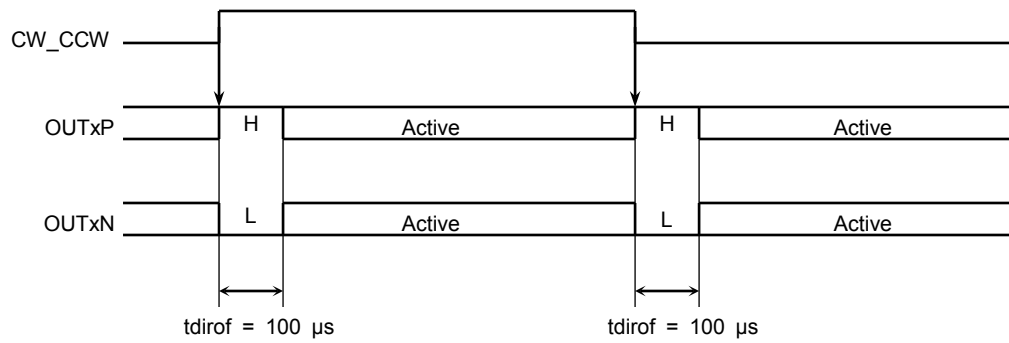 CW_CCW
OUTxP H Active H Active
OUTxN L Active L Active
tdirof = 100 µs tdirof = 100 µs